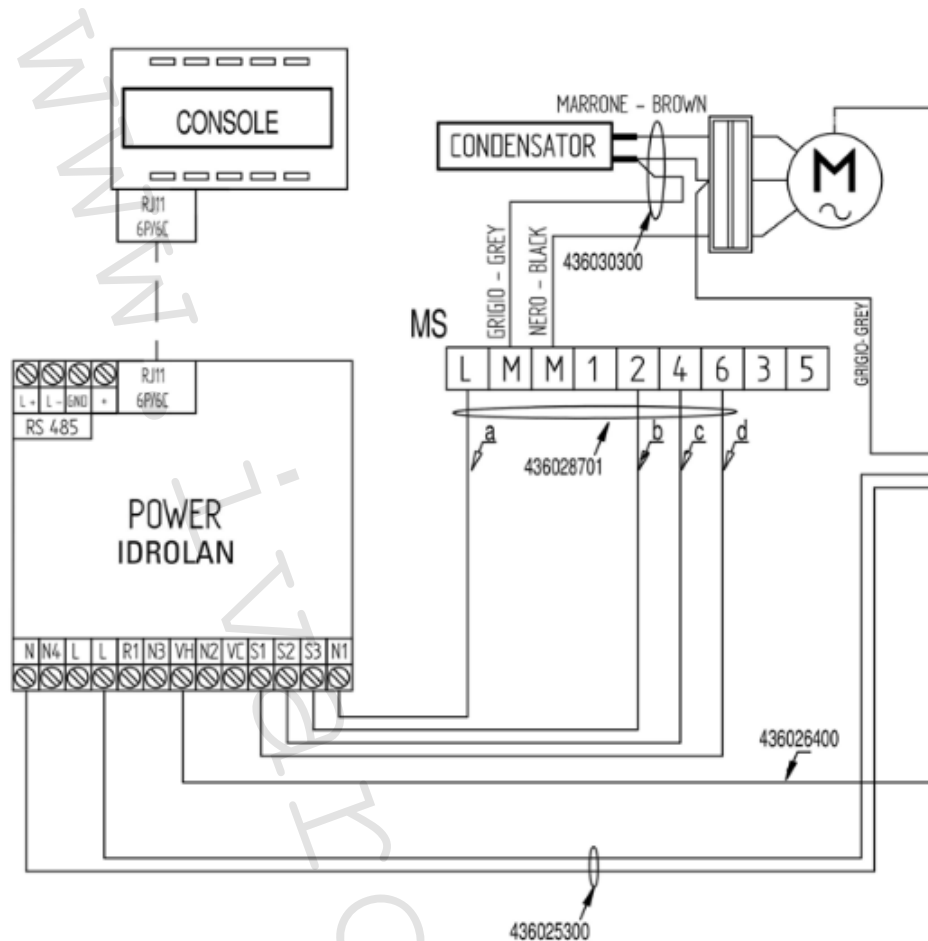 CONSOLE
RJ11
6P/6C
MARRONE - BROWN
CONDENSATOR
M
436030300
GRIGIO - GREY
NERO - BLACK
GRIGIO- GREY
MS
L M M 1 2 4 6 3 5
a b c d
436028701
RJ11
6P/6C
L+ L- GND +
RS 485
POWER
IDROLAN
N N4 L L R1 N3 VH N2 VC S1 S2 S3 N1
436026400
436025300
www.ivar.c